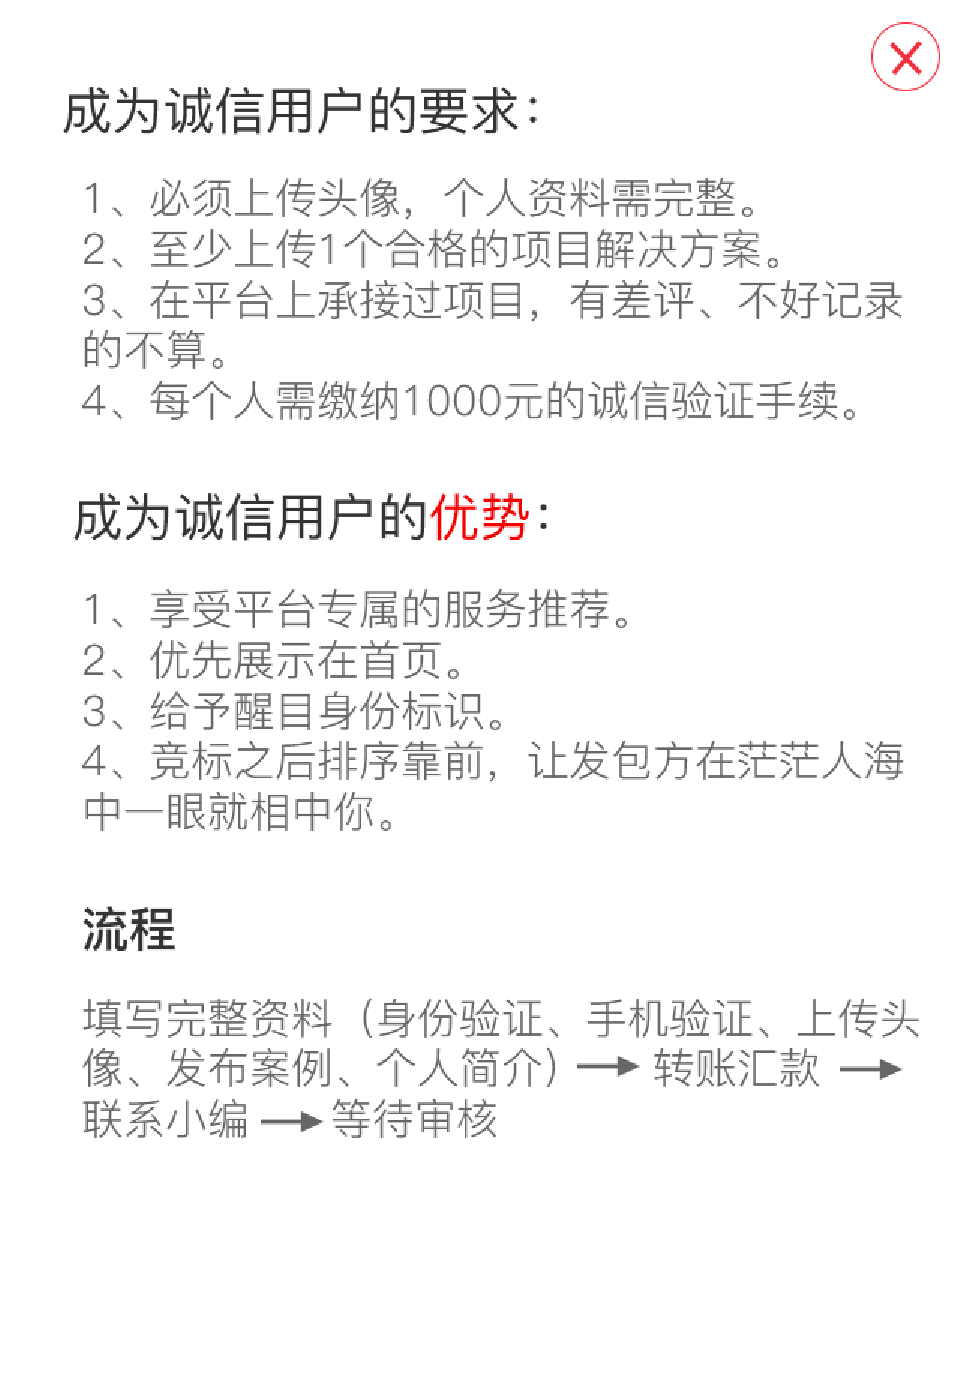 成为诚信用户的要求：
1、必须上传头像，个人资料需完整。
2、至少上传1个合格的项目解决方案。
3、在平台上承接过项目，有差评、不好记录
的不算。
4、每个人需缴纳1000元的诚信验证手续。
成为诚信用户的优势：
1、享受平台专属的服务推荐。
2、优先展示在首页。
3、给予醒目身份标识。
4、竞标之后排序靠前，让发包方在茫茫人海
中一眼就相中你。
流程
填写完整资料（身份验证、手机验证、上传头
像、发布案例、个人简介）→ 转账汇款 →
联系小编 → 等待审核